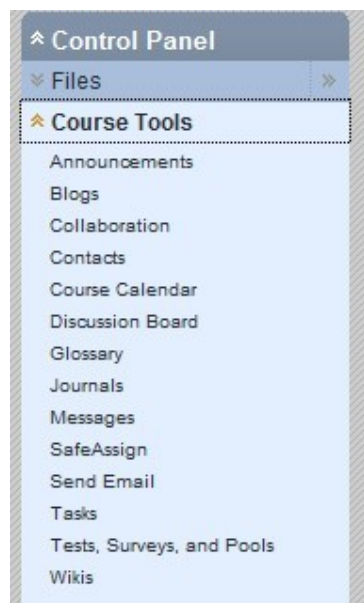 Control Panel
Files
Course Tools
Announcements
Blogs
Collaboration
Contacts
Course Calendar
Discussion Board
Glossary
Journals
Messages
SafeAssign
Send Email
Tasks
Tests, Surveys, and Pools
Wikis